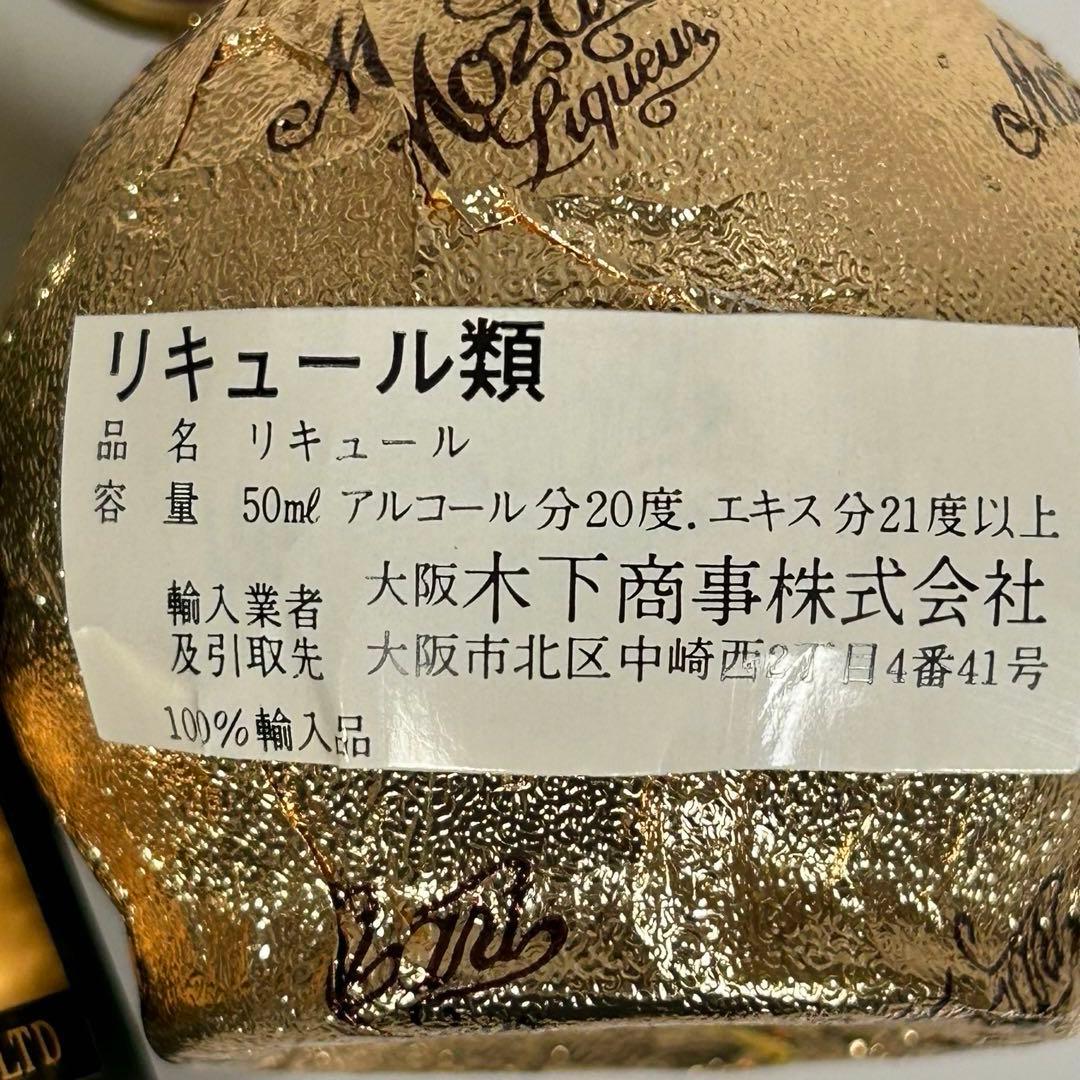 Liqueur
リキュール類
品名 リキュール
容量 50mℓ アルコール分20度.エキス分21度以上
輸入業者 大阪木下商事株式会社
及引取先 大阪市北区中崎西2丁目4番41号
100%輸入品
LTD